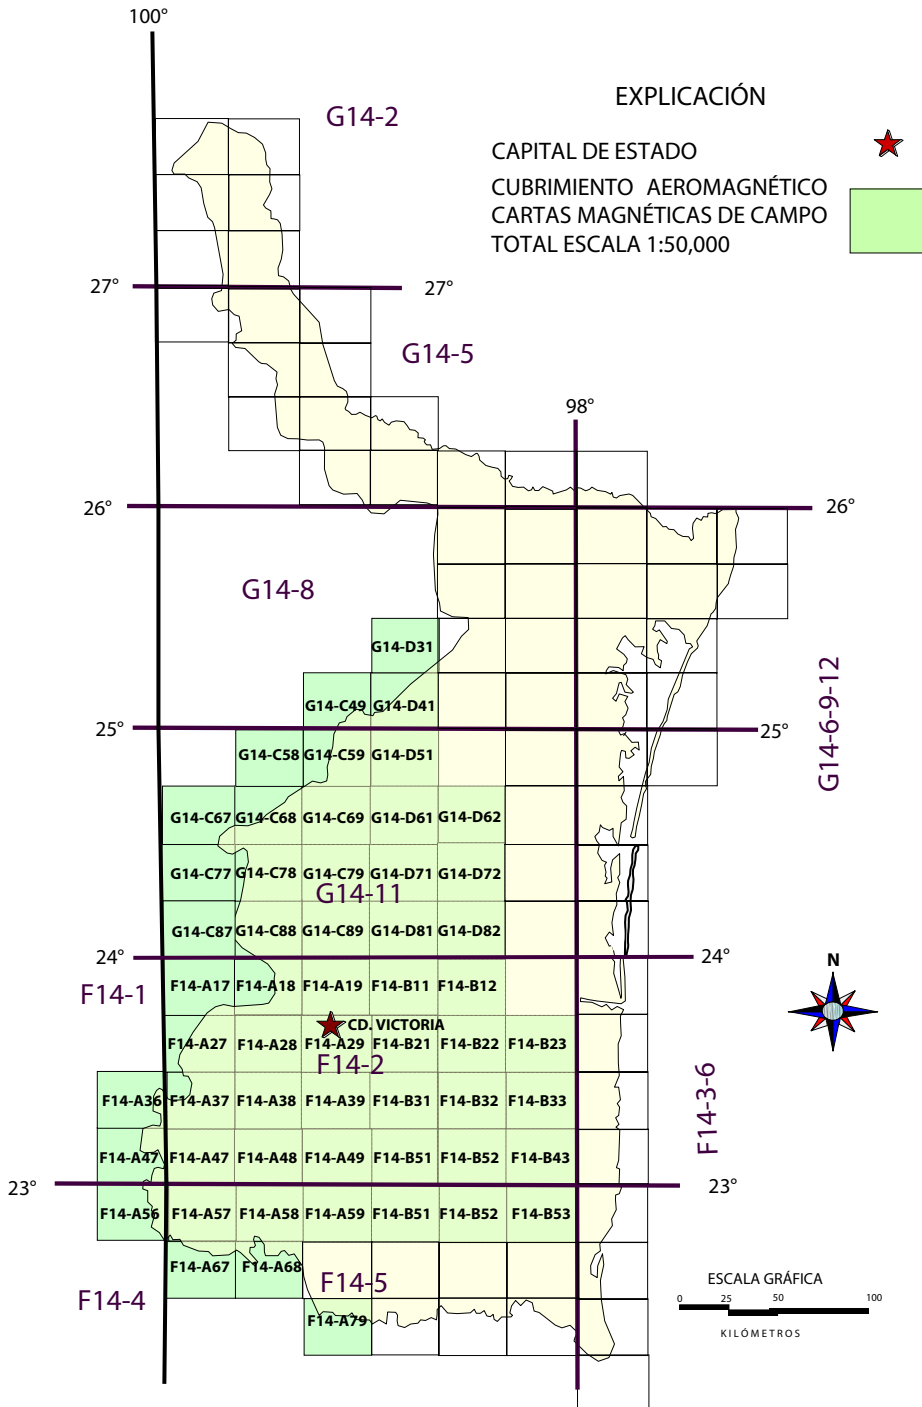 100°
G14-2
EXPLICACIÓN
CAPITAL DE ESTADO
CUBRIMIENTO AEROMAGNÉTICO
CARTAS MAGNÉTICAS DE CAMPO
TOTAL ESCALA 1:50,000
27°
27°
G14-5
98°
26°
26°
G14-8
G14-D31
G14-6-9-12
G14-C49 G14-D41
25°
25°
G14-C58 G14-C59 G14-D51
G14-C67 G14-C68 G14-C69 G14-D61 G14-D62
G14-C77 G14-C78 G14-C79 G14-D71 G14-D72
G14-11
G14-C87 G14-C88 G14-C89 G14-D81 G14-D82
24°
24°
N
F14-1
F14-A17 F14-A18 F14-A19 F14-B11 F14-B12
CD. VICTORIA
F14-A27 F14-A28 F14-A29 F14-B21 F14-B22 F14-B23
F14-2
F14-3-6
F14-A36 F14-A37 F14-A38 F14-A39 F14-B31 F14-B32 F14-B33
F14-A47 F14-A47 F14-A48 F14-A49 F14-B51 F14-B52 F14-B43
23°
23°
F14-A56 F14-A57 F14-A58 F14-A59 F14-B51 F14-B52 F14-B53
F14-A67 F14-A68
F14-5
F14-4
F14-A79
ESCALA GRÁFICA
0 25 50 100
KILÓMETROS